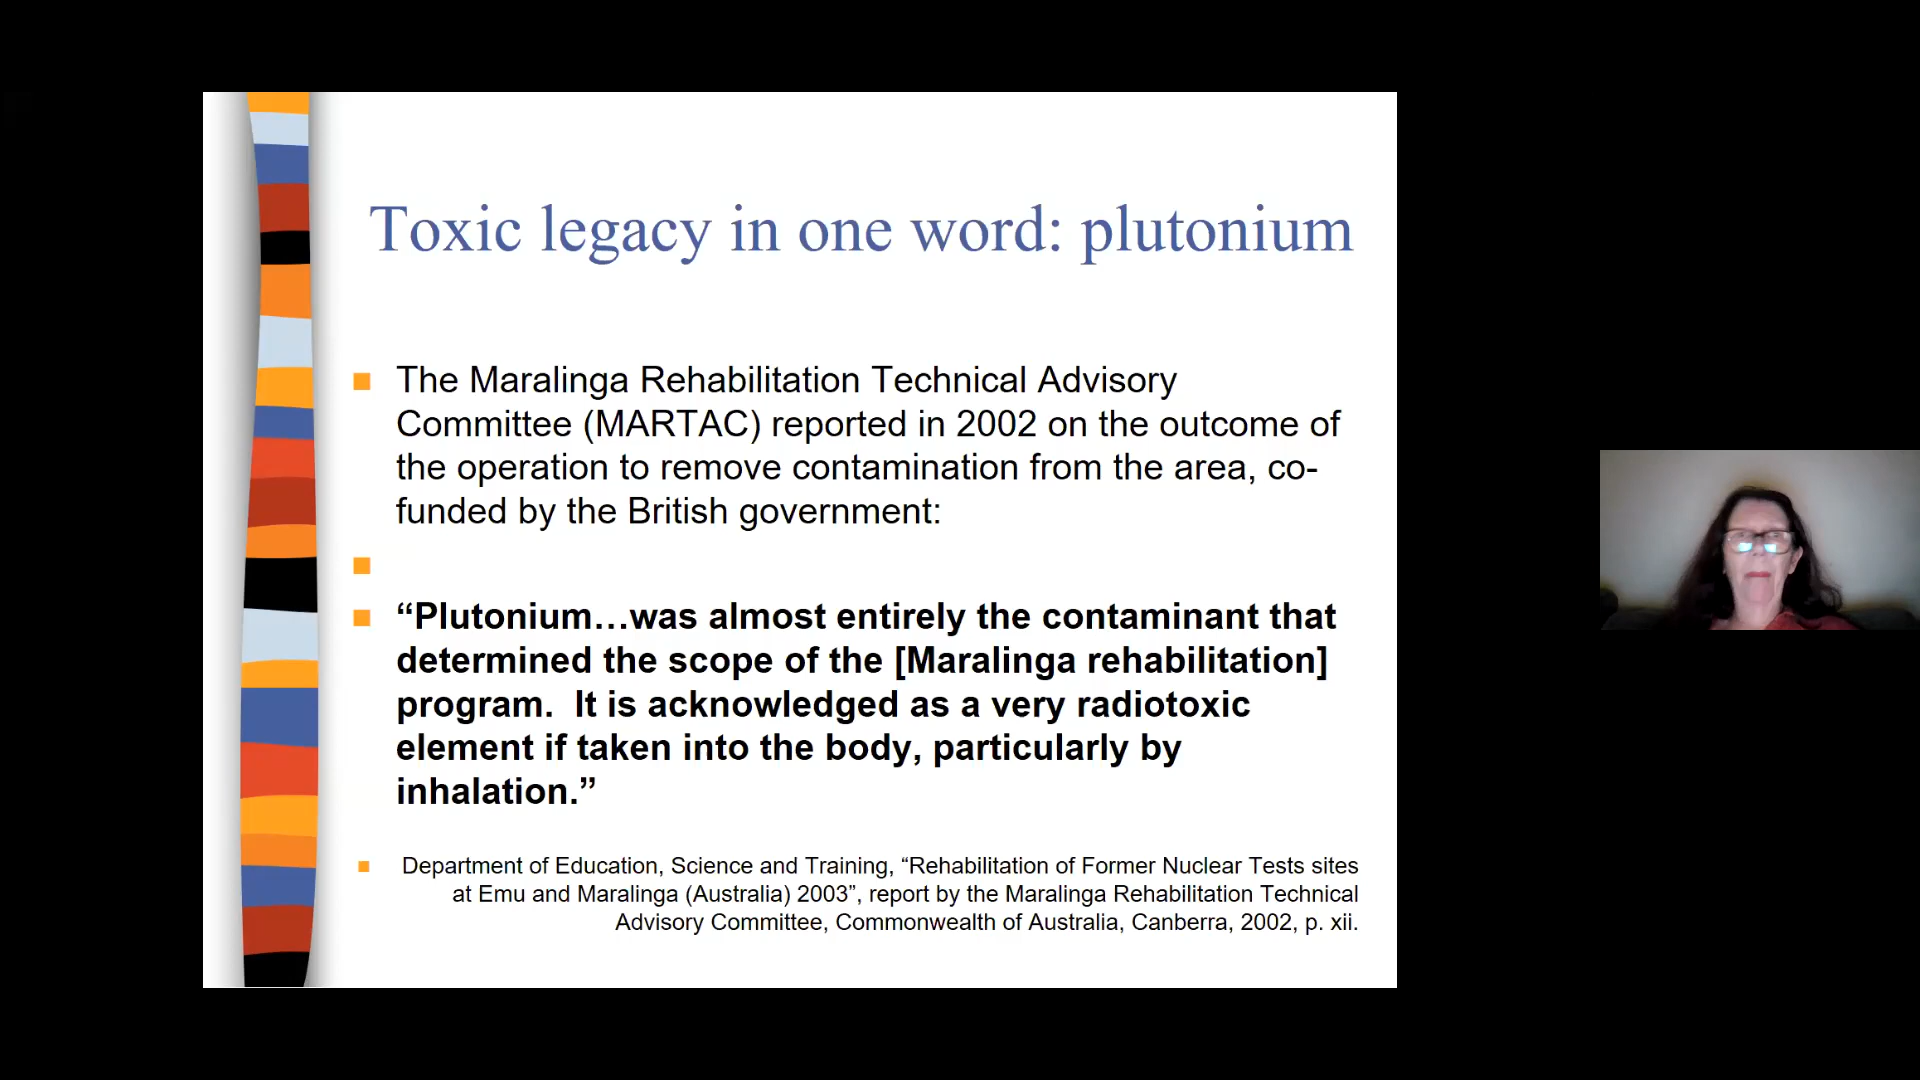 Toxic legacy in one word: plutonium
The Maralinga Rehabilitation Technical Advisory
Committee (MARTAC) reported in 2002 on the outcome of
the operation to remove contamination from the area, co-
funded by the British government:
“Plutonium…was almost entirely the contaminant that
determined the scope of the [Maralinga rehabilitation]
program.  It is acknowledged as a very radiotoxic
element if taken into the body, particularly by
inhalation.”
Department of Education, Science and Training, “Rehabilitation of Former Nuclear Tests sites
at Emu and Maralinga (Australia) 2003”, report by the Maralinga Rehabilitation Technical
Advisory Committee, Commonwealth of Australia, Canberra, 2002, p. xii.